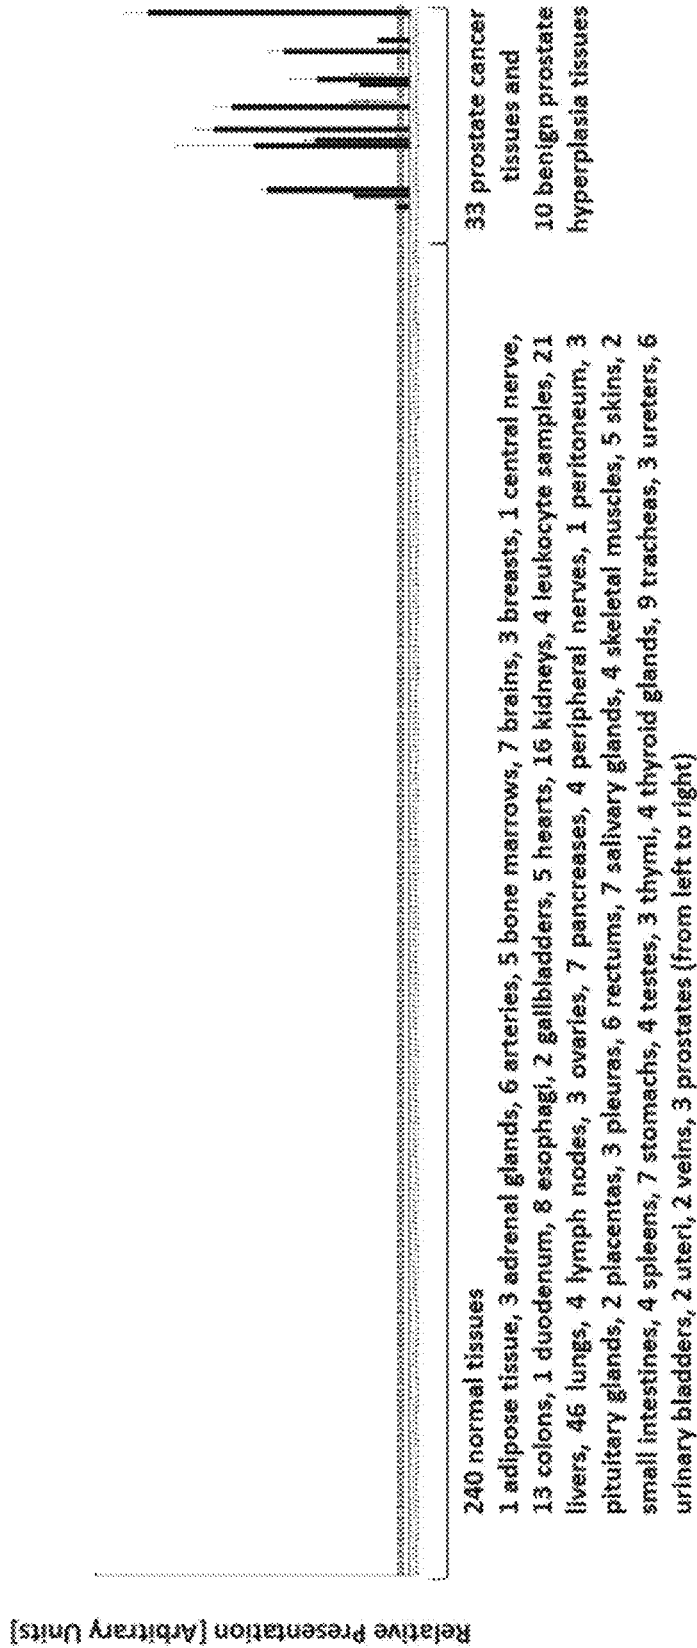 Relative Presentation [Arbitrary Units]
240 normal tissues
1 adipose tissue, 3 adrenal glands, 6 arteries, 5 bone marrows, 7 brains, 3 breasts, 1 central nerve,
13 colons, 1 duodenum, 8 esophagi, 2 gallbladders, 5 hearts, 16 kidneys, 4 leukocyte samples, 21
livers, 46 lungs, 4 lymph nodes, 3 ovaries, 7 pancreases, 4 peripheral nerves, 1 peritoneum, 3
pituitary glands, 2 placentas, 3 pleuras, 6 rectums, 7 salivary glands, 4 skeletal muscles, 5 skins, 2
small intestines, 4 spleens, 7 stomachs, 4 testes, 3 thymi, 4 thyroid glands, 9 tracheas, 3 ureters, 6
urinary bladders, 2 uteri, 2 veins, 3 prostates (from left to right)
33 prostate cancer
tissues and
10 benign prostate
hyperplasia tissues